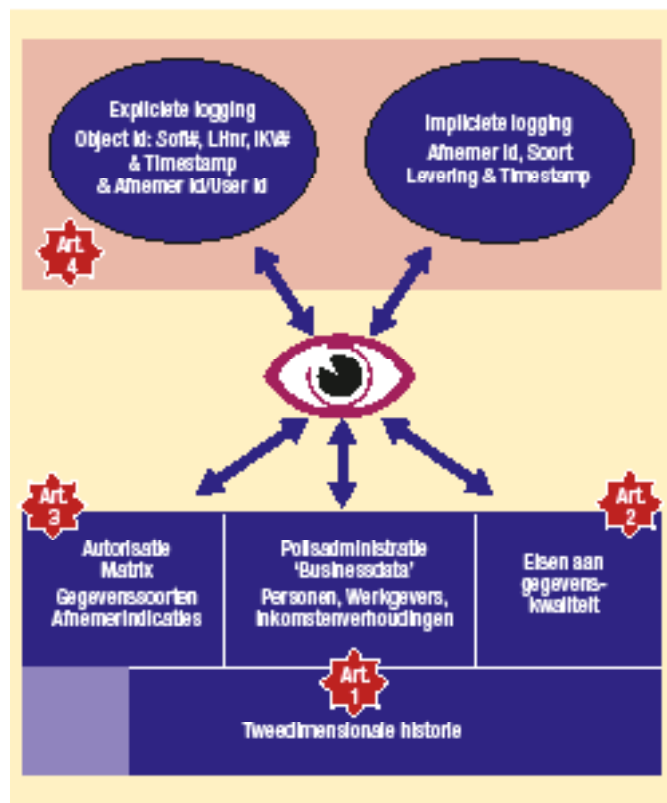 Expliciete logging
Object id: Sofi#, LHnr, IKV#
& Timestamp
& Afnemer id/User id
Impliciete logging
Afnemer id, Soort
Levering & Timestamp
Art.
4
Art.
3
Art.
2
Autorisatie
Matrix
Gegevenssoorten
Afnemerindicaties
Polisadministratie
'Businessdata'
Personen, Werkgevers,
Inkomstenverhoudingen
Eisen aan
gegevens-
kwaliteit
Art.
1
Tweedimensionale historie